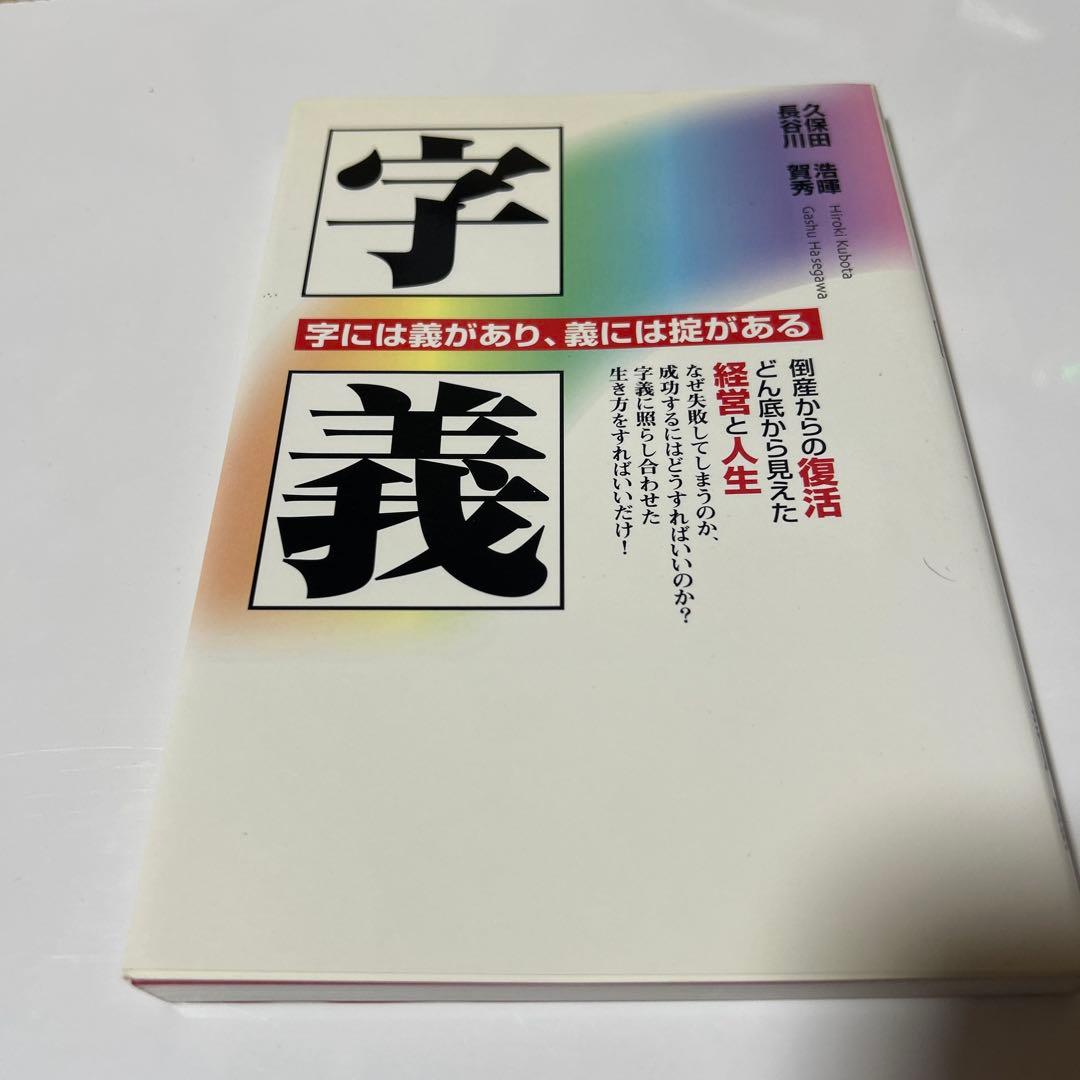 字義
字には義があり、義には掟がある
久保田 浩暉 Hiroki Kubota
長谷川 賀秀 Gashu Hasegawa
倒産からの復活
どん底から見えた
経営と人生
なぜ失敗してしまうのか、
成功するにはどうすればいいのか?
字義に照らし合わせた
生き方をすればいいだけ!